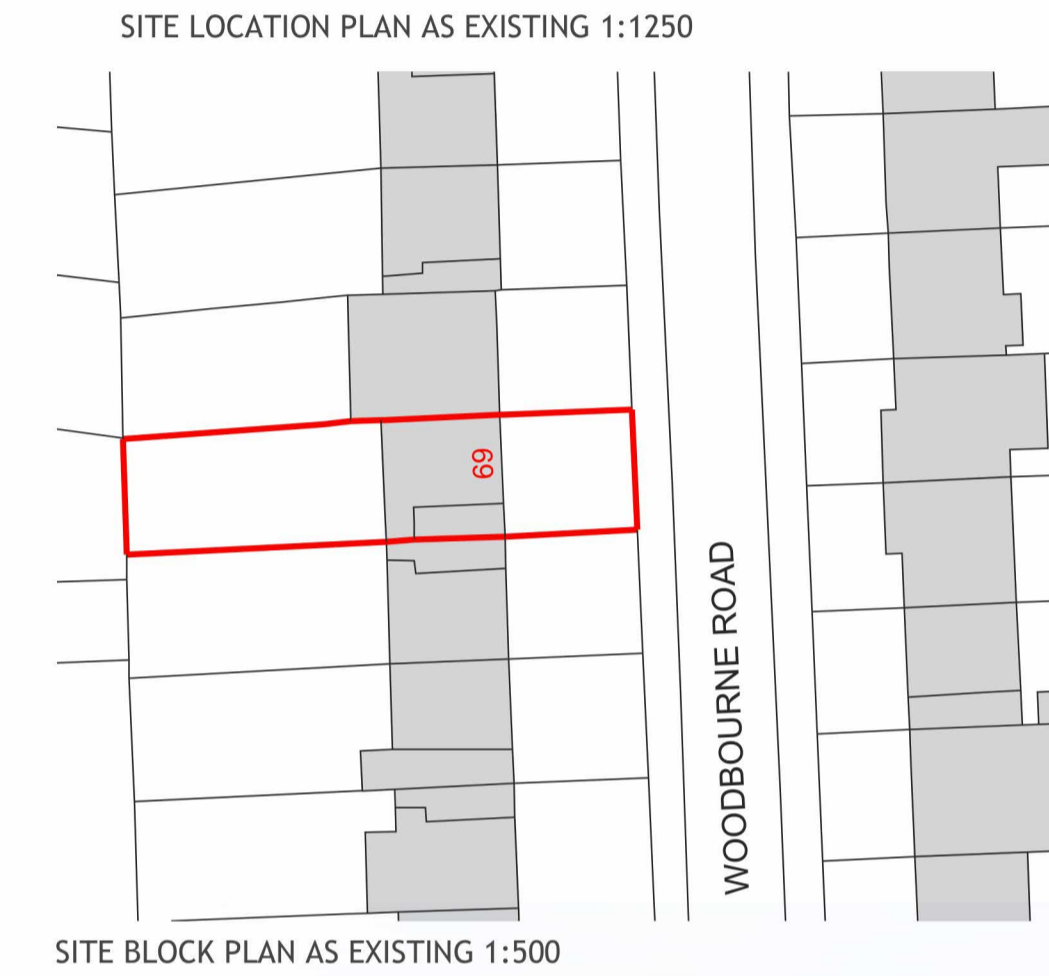 SITE LOCATION PLAN AS EXISTING 1:1250
69
WOODBOURNE ROAD
SITE BLOCK PLAN AS EXISTING 1:500